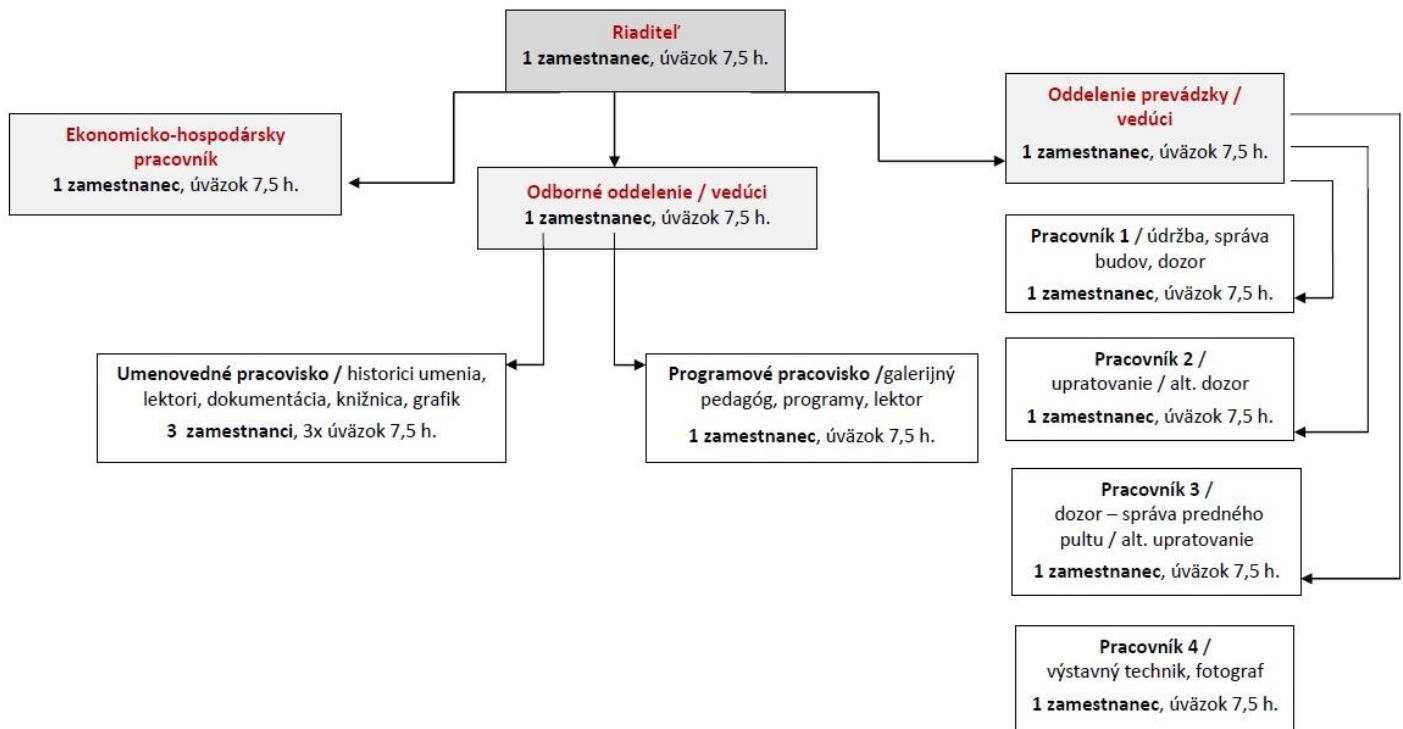 Riaditeľ
1 zamestnanec, úväzok 7,5 h.
Ekonomicko-hospodársky
pracovník
1 zamestnanec, úväzok 7,5 h.
Odborné oddelenie / vedúci
1 zamestnanec, úväzok 7,5 h.
Oddelenie prevádzky /
vedúci
1 zamestnanec, úväzok 7,5 h.
Umenovedné pracovisko / historici umenia,
lektori, dokumentácia, knižnica, grafik
3 zamestnanci, 3x úväzok 7,5 h.
Programové pracovisko /galerijný
pedagóg, programy, lektor
1 zamestnanec, úväzok 7,5 h.
Pracovník 1 / údržba, správa
budov, dozor
1 zamestnanec, úväzok 7,5 h.
Pracovník 2 /
upratovanie / alt. dozor
1 zamestnanec, úväzok 7,5 h.
Pracovník 3 /
dozor – správa predného
pultu / alt. upratovanie
1 zamestnanec, úväzok 7,5 h.
Pracovník 4 /
výstavný technik, fotograf
1 zamestnanec, úväzok 7,5 h.